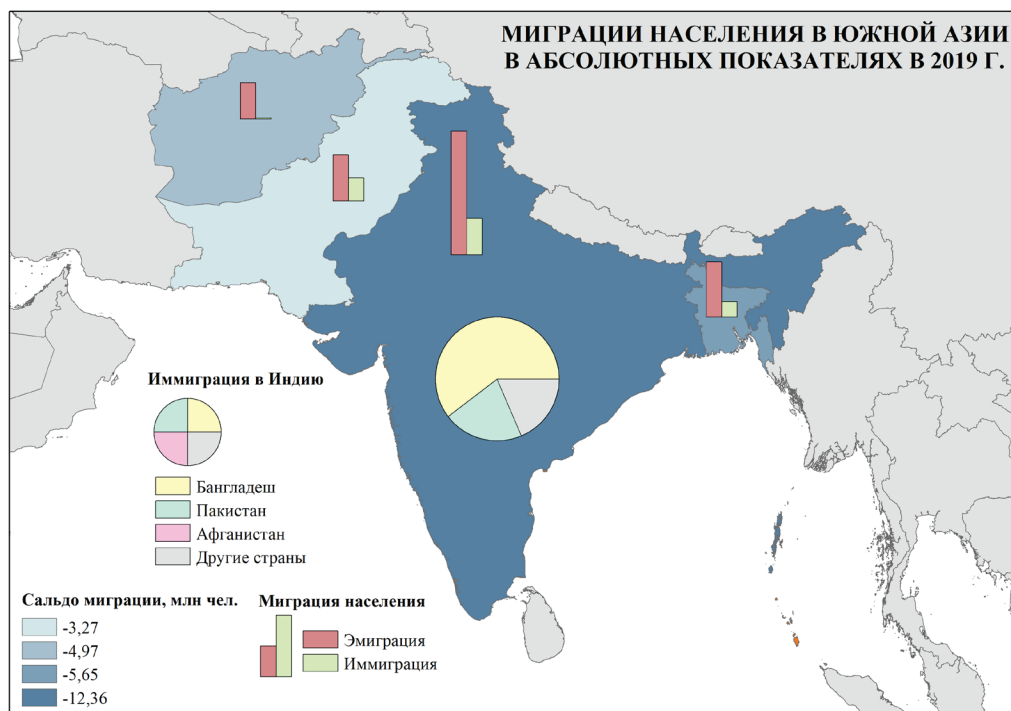 МИГРАЦИИ НАСЕЛЕНИЯ В ЮЖНОЙ АЗИИ
В АБСОЛЮТНЫХ ПОКАЗАТЕЛЯХ В 2019 Г.
Иммиграция в Индию
Бангладеш
Пакистан
Афганистан
Другие страны
Сальдо миграции, млн чел.
-3,27
-4,97
-5,65
-12,36
Миграция населения
Эмиграция
Иммиграция